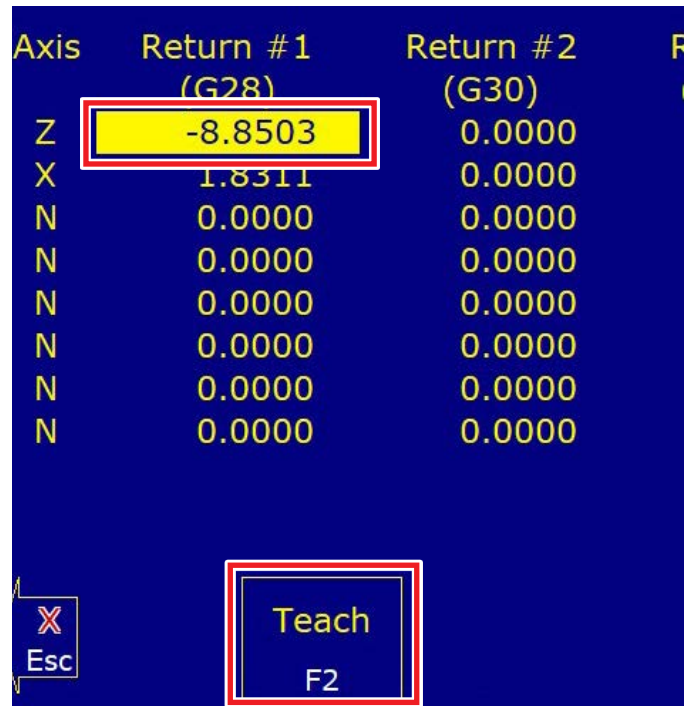 Axis Return #1 Return #2 R
(G28) (G30) (
Z -8.8503 0.0000
X 1.8311 0.0000
N 0.0000 0.0000
N 0.0000 0.0000
N 0.0000 0.0000
N 0.0000 0.0000
N 0.0000 0.0000
N 0.0000 0.0000
X
Esc
Teach
F2